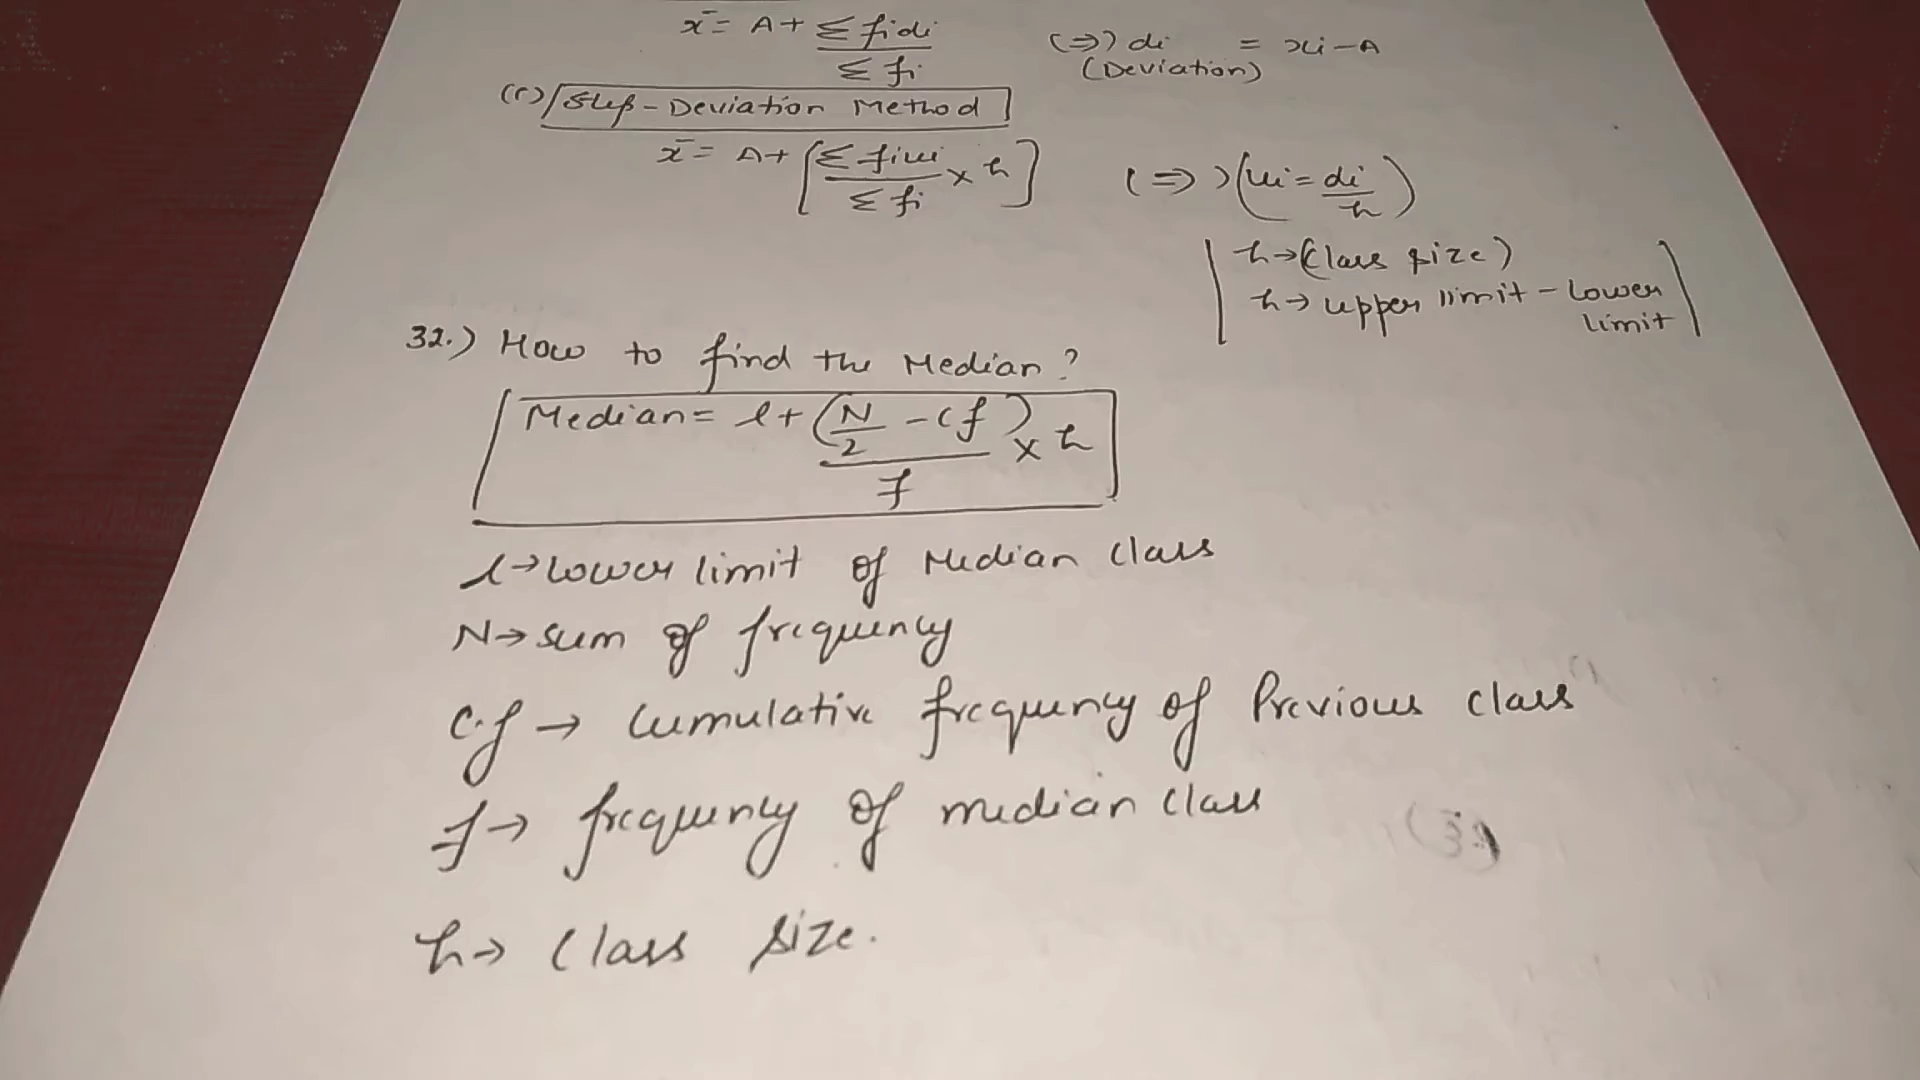 x̄ = A + Σfidi / Σfi (⇒) di = xi - A
(Deviation)
(c) Step-Deviation Method
x̄ = A + [Σfiui / Σfi × h] (⇒) (ui = di / h)
h → (class size)
h → upper limit - lower limit
32.) How to find the Median?
Median = l + (N/2 - cf) / f × h
l → lower limit of Median class
N → sum of frequency
c.f → cumulative frequency of Previous class
f → frequency of median class
h → class size.